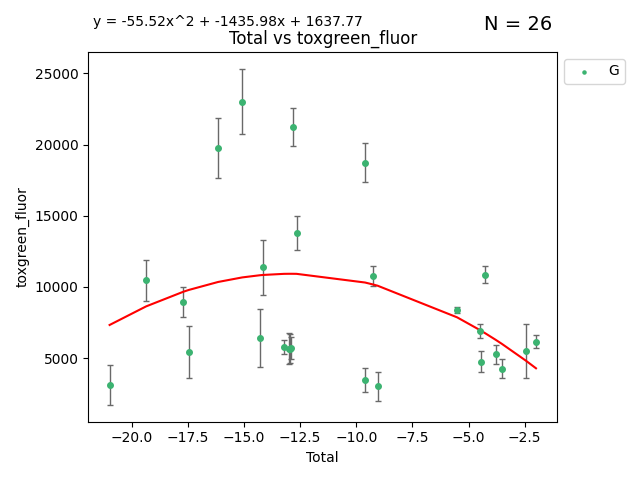 y = -55.52x^2 + -1435.98x + 1637.77
N = 26
Total vs toxgreen_fluor
G
25000
20000
15000
10000
5000
toxgreen_fluor
−20.0 −17.5 −15.0 −12.5 −10.0 −7.5 −5.0 −2.5
Total